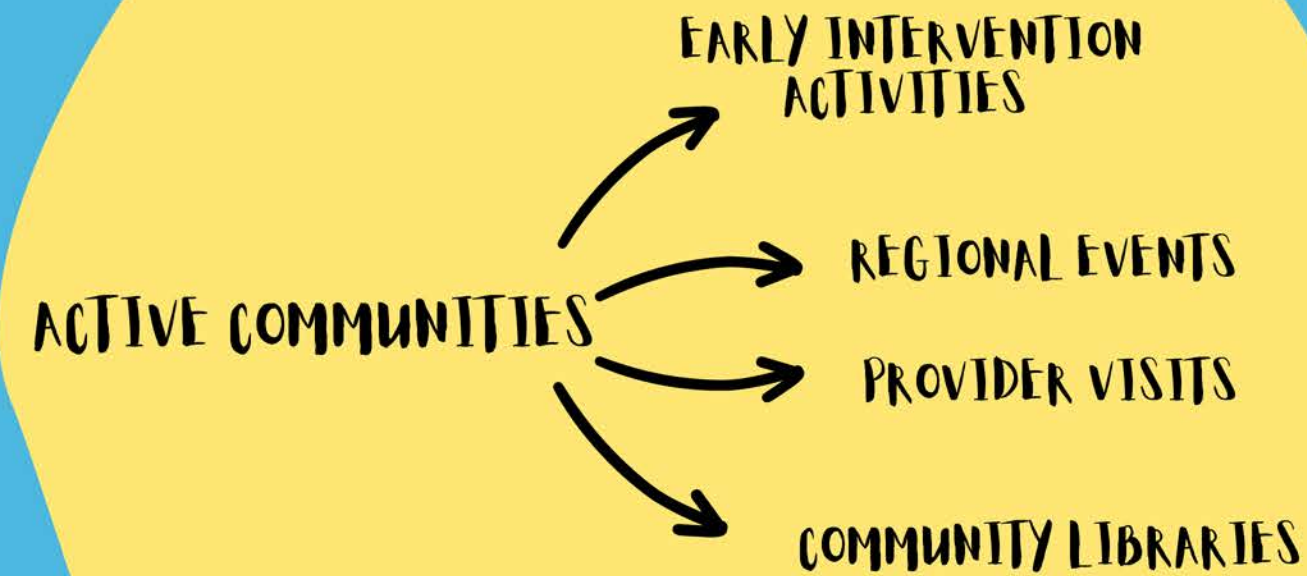 EARLY INTERVENTION
ACTIVITIES
REGIONAL EVENTS
ACTIVE COMMUNITIES
PROVIDER VISITS
COMMUNITY LIBRARIES